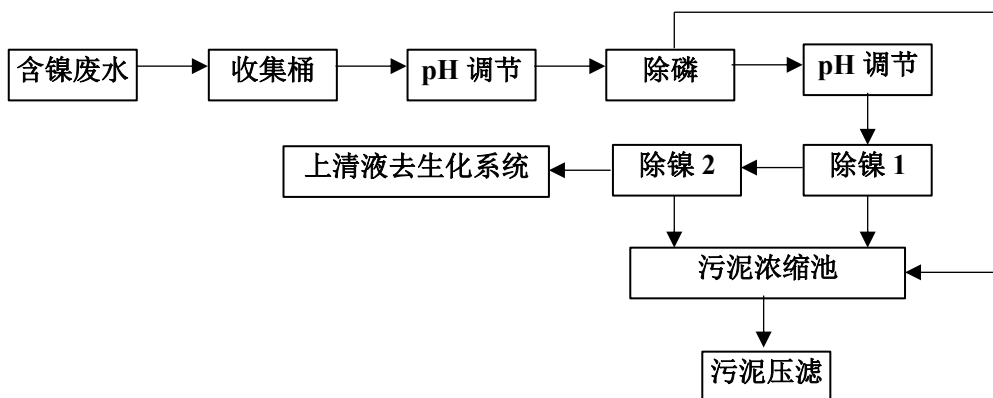 含镍废水
收集桶
pH 调节
除磷
pH 调节
上清液去生化系统
除镍 2
除镍 1
污泥浓缩池
污泥压滤